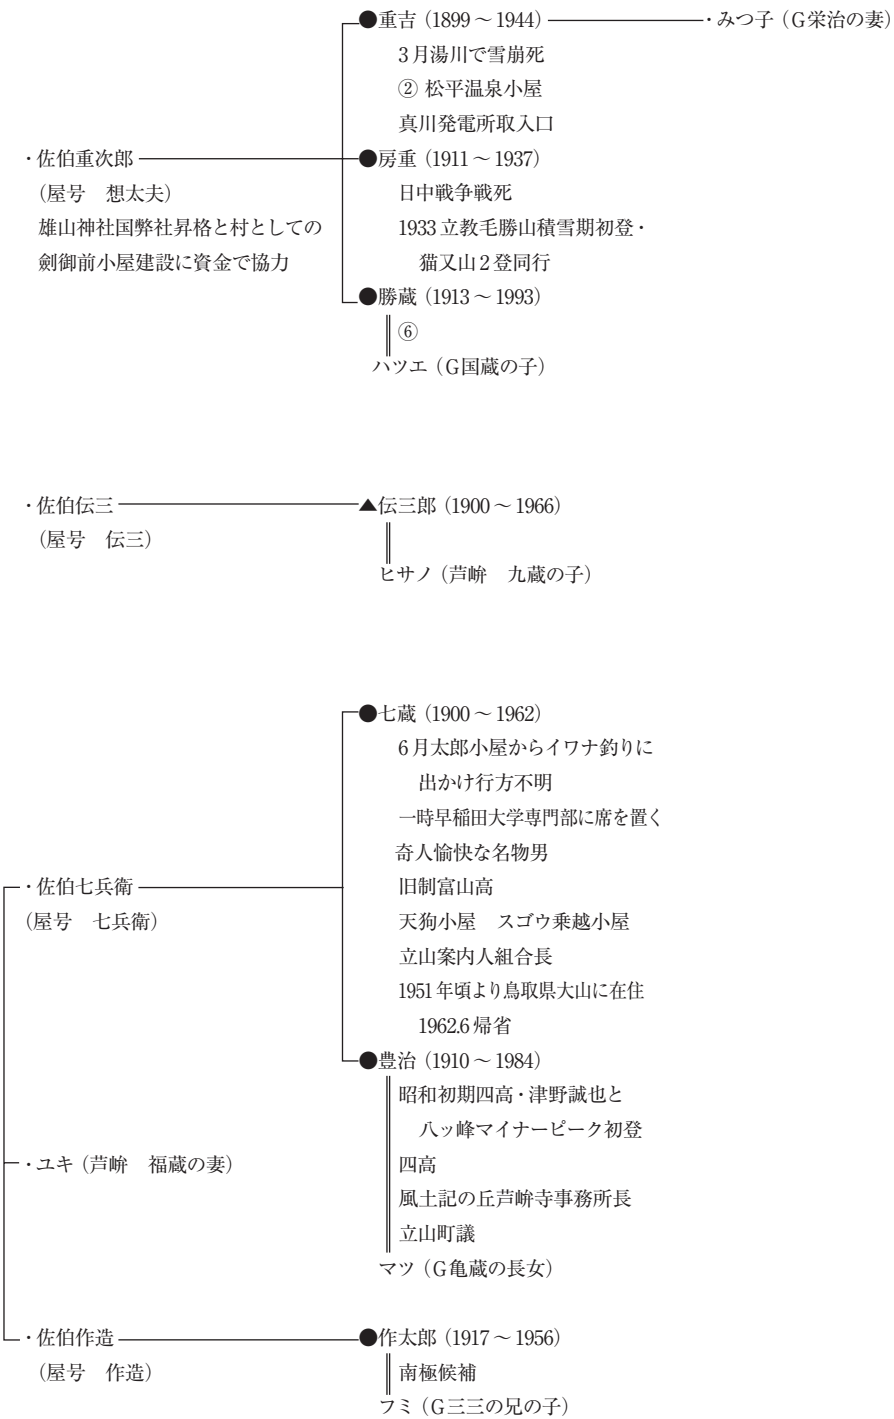 ●重吉（1899～1944）
・みつ子（G栄治の妻）
3月湯川で雪崩死
② 松平温泉小屋
真川発電所取入口
・佐伯重次郎
（屋号　想太夫）
雄山神社国弊社昇格と村としての
劍御前小屋建設に資金で協力
●房重（1911～1937）
日中戦争戦死
1933立教毛勝山積雪期初登・
猫又山2登同行
●勝蔵（1913～1993）
⑥
ハツエ（G国蔵の子）
・佐伯伝三
（屋号　伝三）
▲伝三郎（1900～1966）
ヒサノ（芦峅　九蔵の子）
●七蔵（1900～1962）
6月太郎小屋からイワナ釣りに
出かけ行方不明
一時早稲田大学専門部に席を置く
奇人愉快な名物男
旧制富山高
天狗小屋　スゴウ乗越小屋
立山案内人組合長
1951年頃より鳥取県大山に在住
1962.6帰省
・佐伯七兵衛
（屋号　七兵衛）
●豊治（1910～1984）
昭和初期四高・津野誠也と
八ッ峰マイナーピーク初登
四高
風土記の丘芦峅寺事務所長
立山町議
マツ（G亀蔵の長女）
・ユキ（芦峅　福蔵の妻）
・佐伯作造
（屋号　作造）
●作太郎（1917～1956）
南極候補
フミ（G三三の兄の子）